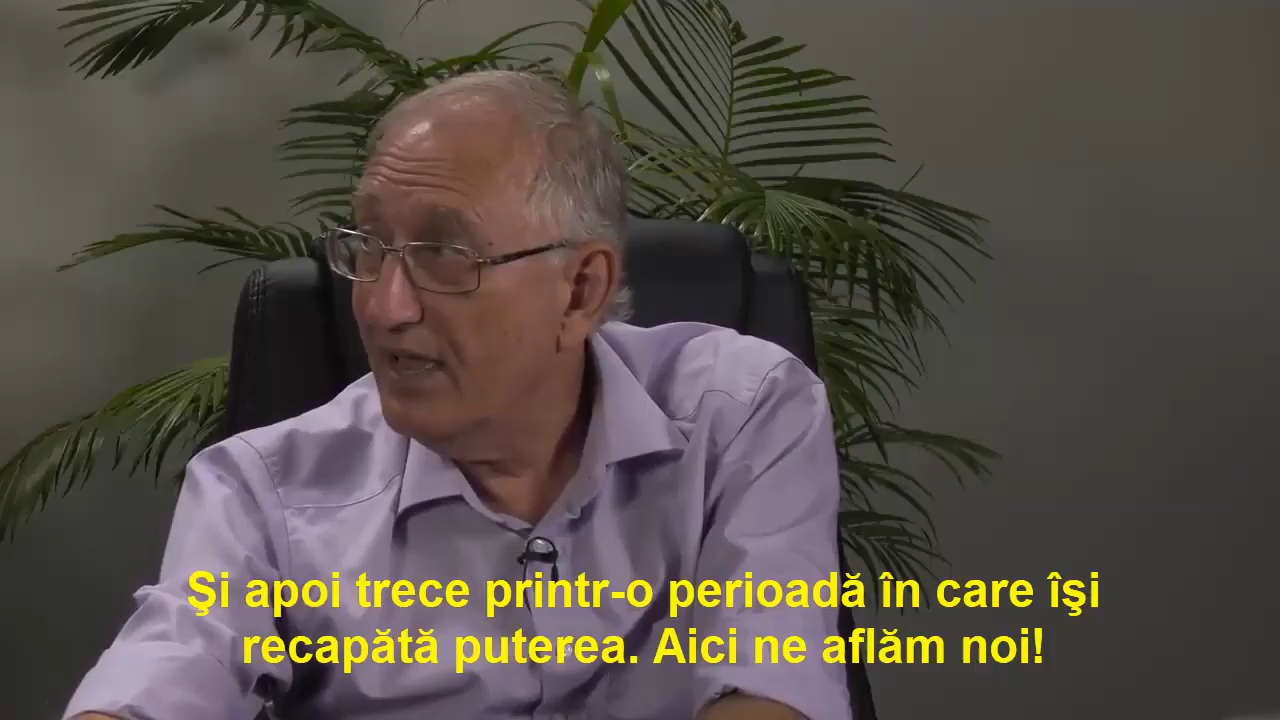 Şi apoi trece printr-o perioadă în care îşi
recapătă puterea. Aici ne aflăm noi!